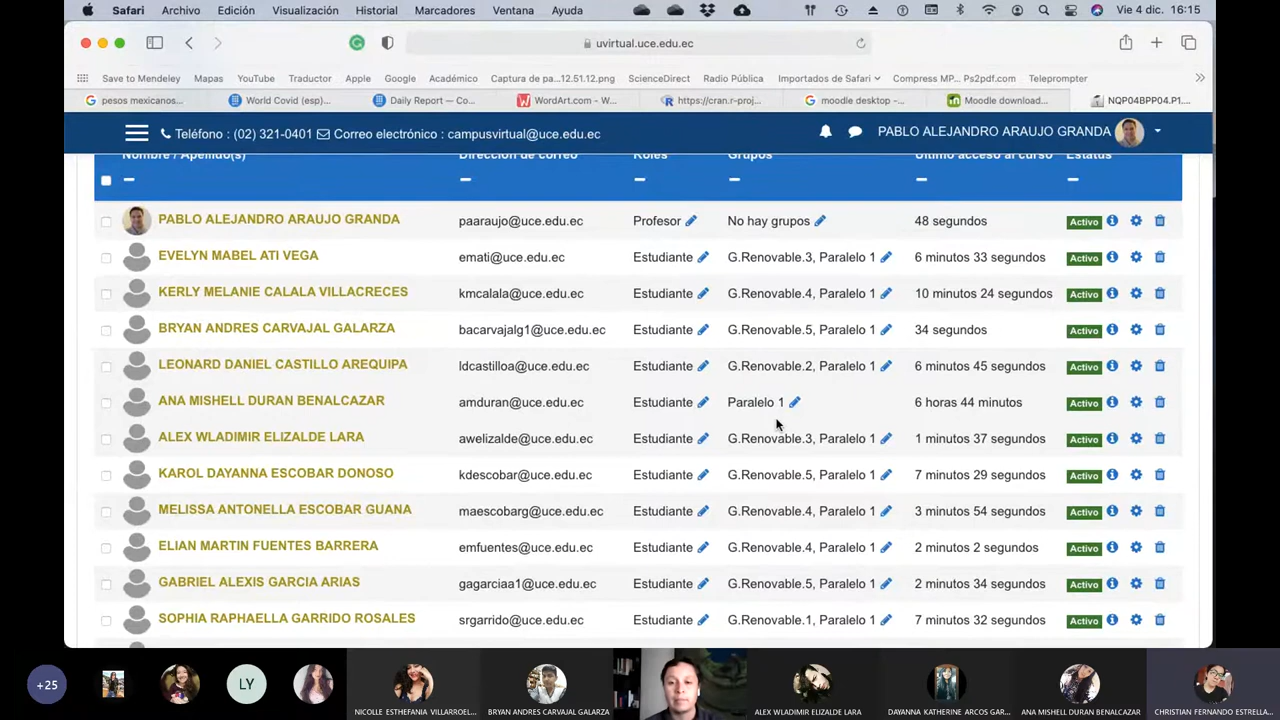 Safari Archivo Edición Visualización Historial Marcadores Ventana Ayuda Vie 4 dic. 16:15
uvirtual.uce.edu.ec
Save to Mendeley Mapas YouTube Traductor Apple Google Académico Captura de pa...12.51.12.png ScienceDirect Radio Pública Importados de Safari Compress MP... Ps2pdf.com Teleprompter
pesos mexicanos... World Covid (esp)... Daily Report — Co... WordArt.com - W... https://cran.r-proj... moodle desktop -... Moodle download... NQP04BPP04.P1...
Teléfono : (02) 321-0401 Correo electrónico : campusvirtual@uce.edu.ec PABLO ALEJANDRO ARAUJO GRANDA
Nombre / Apellido(s) Dirección de correo Roles Grupos Último acceso al curso Estatus
PABLO ALEJANDRO ARAUJO GRANDA paaraujo@uce.edu.ec Profesor No hay grupos 48 segundos Activo
EVELYN MABEL ATI VEGA emati@uce.edu.ec Estudiante G.Renovable.3, Paralelo 1 6 minutos 33 segundos Activo
KERLY MELANIE CALALA VILLACRECES kmcalala@uce.edu.ec Estudiante G.Renovable.4, Paralelo 1 10 minutos 24 segundos Activo
BRYAN ANDRES CARVAJAL GALARZA bacarvajalg1@uce.edu.ec Estudiante G.Renovable.5, Paralelo 1 34 segundos Activo
LEONARD DANIEL CASTILLO AREQUIPA ldcastilloa@uce.edu.ec Estudiante G.Renovable.2, Paralelo 1 6 minutos 45 segundos Activo
ANA MISHELL DURAN BENALCAZAR amduran@uce.edu.ec Estudiante Paralelo 1 6 horas 44 minutos Activo
ALEX WLADIMIR ELIZALDE LARA awelizalde@uce.edu.ec Estudiante G.Renovable.3, Paralelo 1 1 minutos 37 segundos Activo
KAROL DAYANNA ESCOBAR DONOSO kdescobar@uce.edu.ec Estudiante G.Renovable.5, Paralelo 1 7 minutos 29 segundos Activo
MELISSA ANTONELLA ESCOBAR GUANA maescobarg@uce.edu.ec Estudiante G.Renovable.4, Paralelo 1 3 minutos 54 segundos Activo
ELIAN MARTIN FUENTES BARRERA emfuentes@uce.edu.ec Estudiante G.Renovable.4, Paralelo 1 2 minutos 2 segundos Activo
GABRIEL ALEXIS GARCIA ARIAS gagarciaa1@uce.edu.ec Estudiante G.Renovable.5, Paralelo 1 2 minutos 34 segundos Activo
SOPHIA RAPHAELLA GARRIDO ROSALES srgarrido@uce.edu.ec Estudiante G.Renovable.1, Paralelo 1 7 minutos 32 segundos Activo
+25 LY
NICOLLE ESTHEFANIA VILLARROEL... BRYAN ANDRES CARVAJAL GALARZA ALEX WLADIMIR ELIZALDE LARA DAYANNA KATHERINE ARCOS GAR... ANA MISHELL DURAN BENALCAZAR CHRISTIAN FERNANDO ESTRELLA...